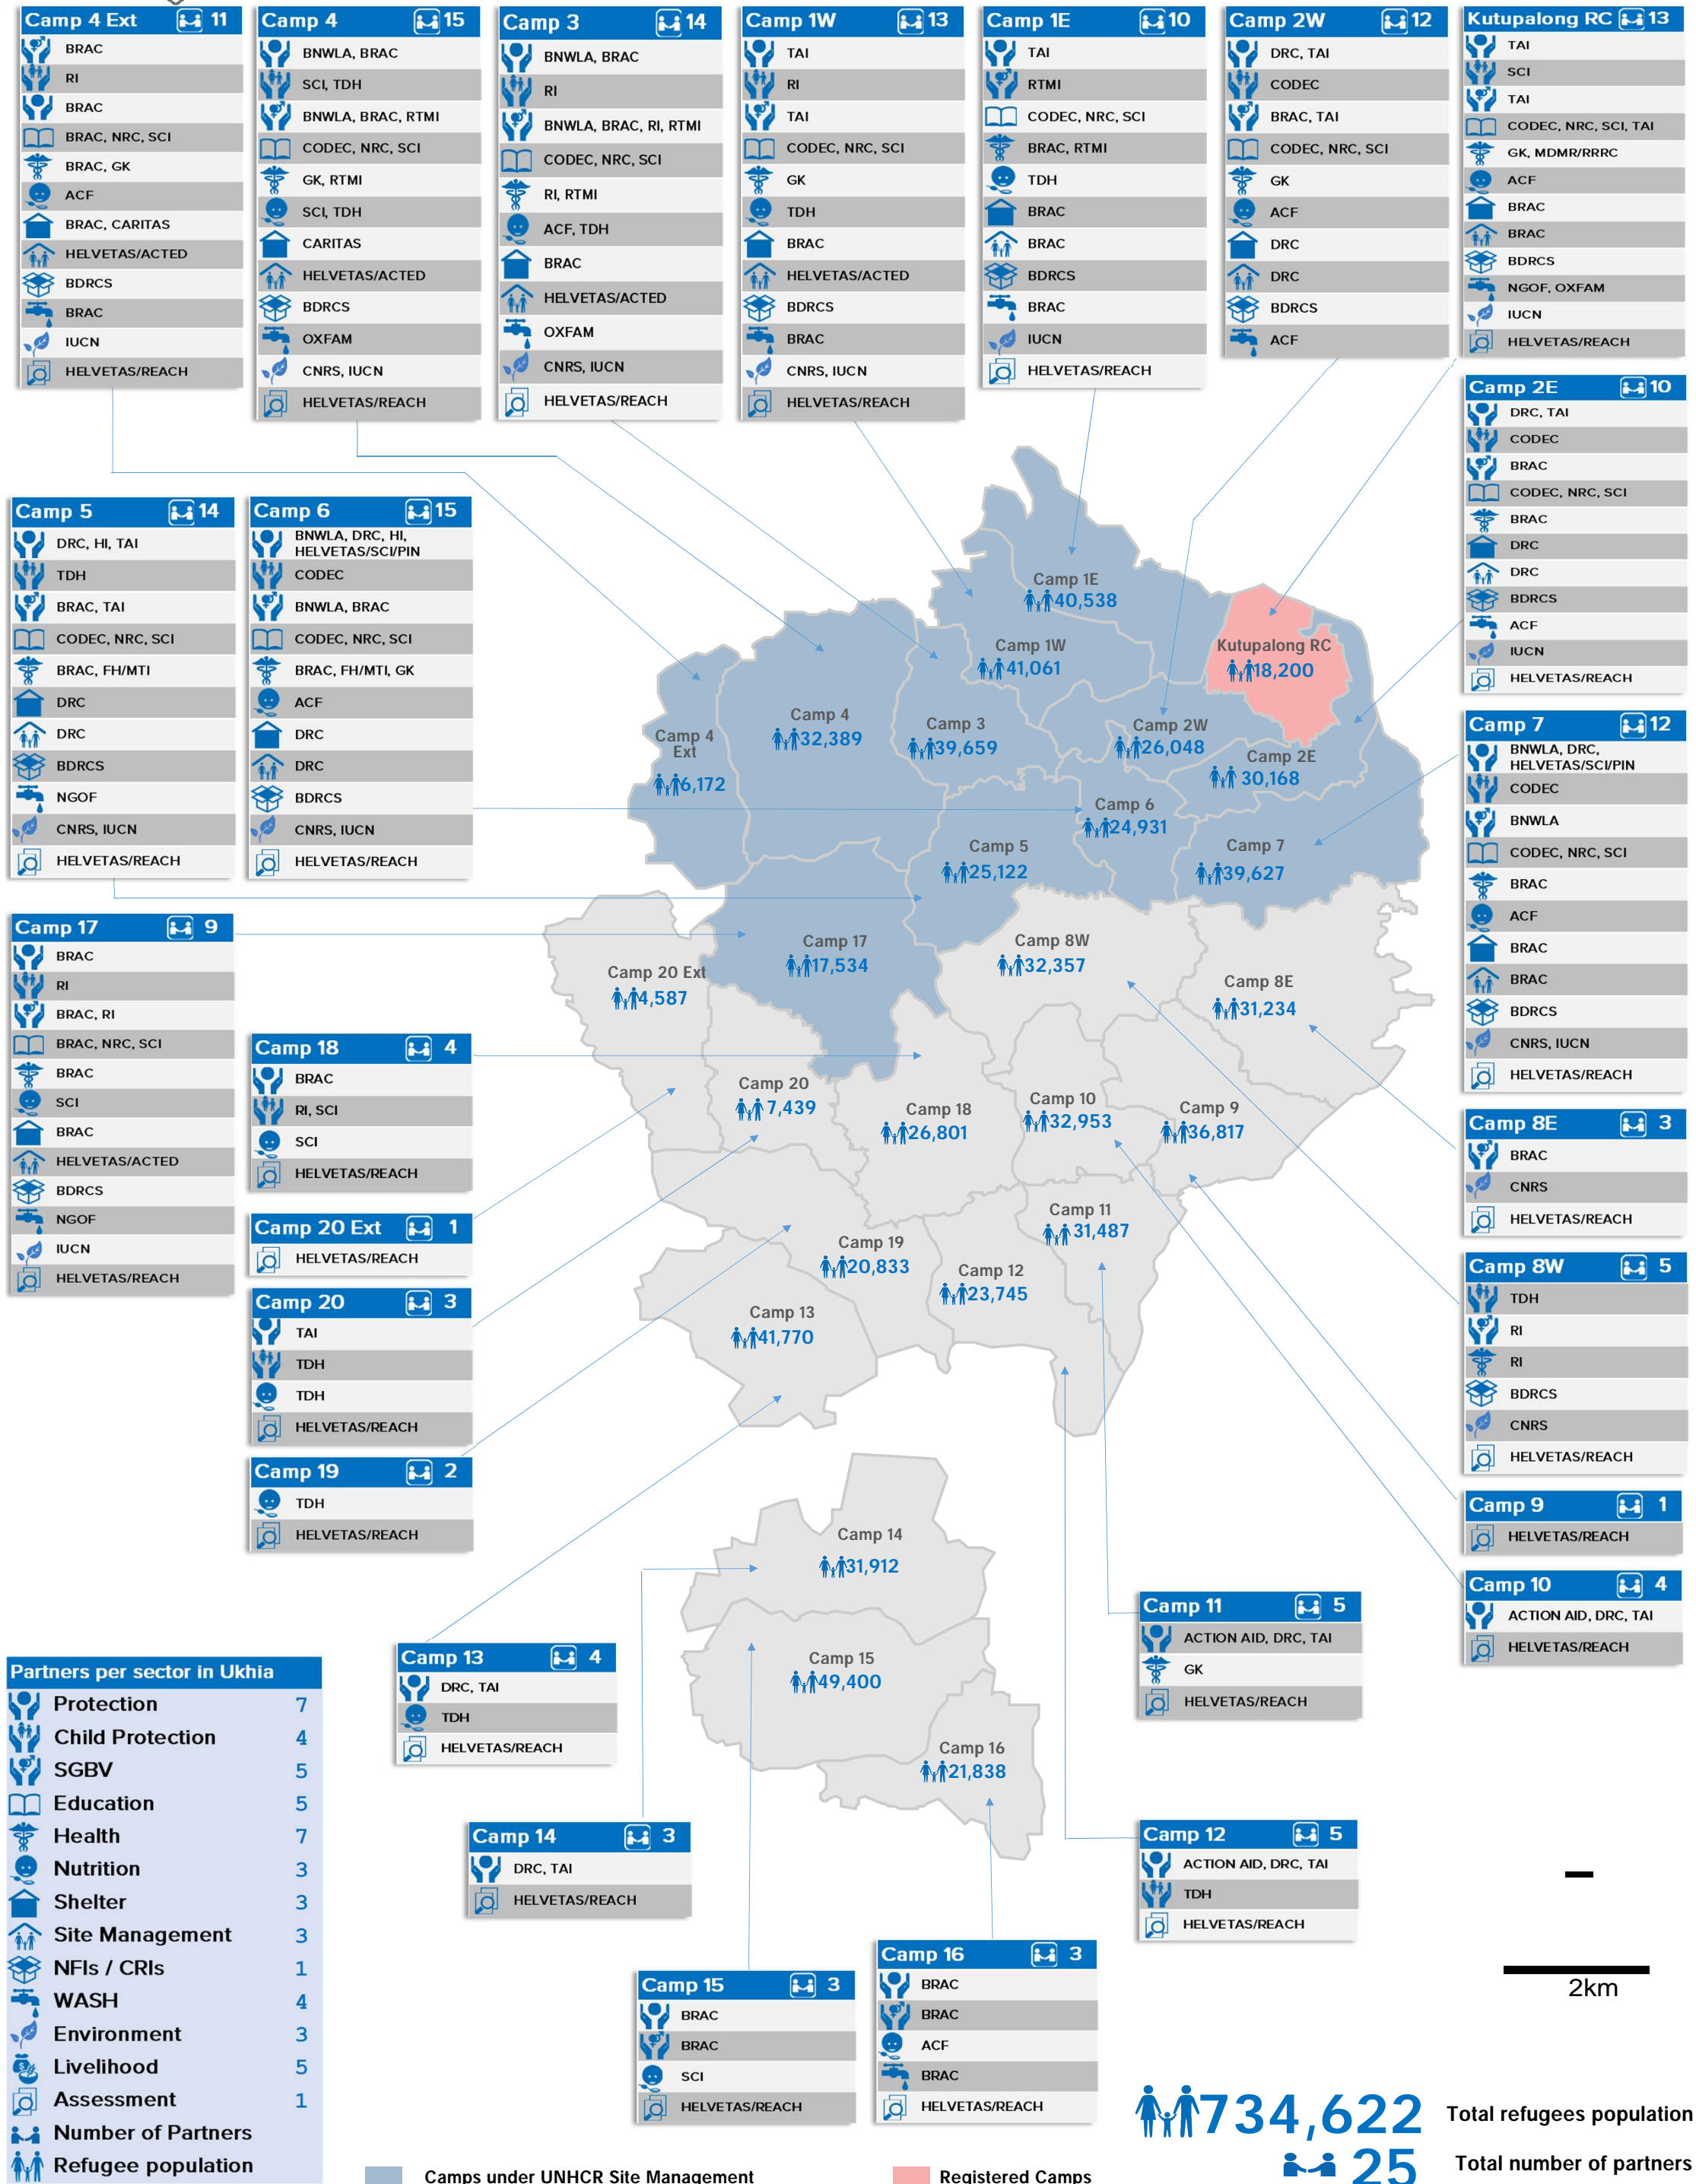 Camp 4 Ext 11
BRAC
RI
BRAC
BRAC, NRC, SCI
BRAC, GK
ACF
BRAC, CARITAS
HELVETAS/ACTED
BDRCS
BRAC
IUCN
HELVETAS/REACH
Camp 4 15
BNWLA, BRAC
SCI, TDH
BNWLA, BRAC, RTMI
CODEC, NRC, SCI
GK, RTMI
SCI, TDH
CARITAS
HELVETAS/ACTED
BDRCS
OXFAM
CNRS, IUCN
HELVETAS/REACH
Camp 3 14
BNWLA, BRAC
RI
BNWLA, BRAC, RI, RTMI
CODEC, NRC, SCI
RI, RTMI
ACF, TDH
BRAC
HELVETAS/ACTED
OXFAM
CNRS, IUCN
HELVETAS/REACH
Camp 1W 13
TAI
RI
TAI
CODEC, NRC, SCI
GK
TDH
BRAC
HELVETAS/ACTED
BDRCS
BRAC
CNRS, IUCN
HELVETAS/REACH
Camp 1E 10
TAI
RTMI
CODEC, NRC, SCI
BRAC, RTMI
TDH
BRAC
BRAC
BDRCS
BRAC
IUCN
HELVETAS/REACH
Camp 2W 12
DRC, TAI
CODEC
BRAC, TAI
CODEC, NRC, SCI
GK
ACF
DRC
DRC
BDRCS
ACF
Kutupalong RC 13
TAI
SCI
TAI
CODEC, NRC, SCI, TAI
GK, MDMR/RRRC
ACF
BRAC
BRAC
BDRCS
NGOF, OXFAM
IUCN
HELVETAS/REACH
Camp 2E 10
DRC, TAI
CODEC
BRAC
CODEC, NRC, SCI
BRAC
DRC
DRC
BDRCS
ACF
IUCN
HELVETAS/REACH
Camp 5 14
DRC, HI, TAI
TDH
BRAC, TAI
CODEC, NRC, SCI
BRAC, FH/MTI
DRC
DRC
BDRCS
NGOF
CNRS, IUCN
HELVETAS/REACH
Camp 6 15
BNWLA, DRC, HI,
HELVETAS/SCI/PIN
CODEC
BNWLA, BRAC
CODEC, NRC, SCI
BRAC, FH/MTI, GK
ACF
DRC
DRC
BDRCS
CNRS, IUCN
HELVETAS/REACH
Camp 7 12
BNWLA, DRC,
HELVETAS/SCI/PIN
CODEC
BNWLA
CODEC, NRC, SCI
BRAC
ACF
BRAC
BRAC
BDRCS
CNRS, IUCN
HELVETAS/REACH
Camp 1E
40,538
Camp 1W
41,061
Kutupalong RC
18,200
Camp 4
32,389
Camp 3
39,659
Camp 2W
26,048
Camp 4
Ext
6,172
Camp 2E
30,168
Camp 6
24,931
Camp 5
25,122
Camp 7
39,627
Camp 17
17,534
Camp 8W
32,357
Camp 20 Ext
4,587
Camp 8E
31,234
Camp 20
7,439
Camp 18
26,801
Camp 10
32,953
Camp 9
36,817
Camp 11
31,487
Camp 19
20,833
Camp 12
23,745
Camp 13
41,770
Camp 14
31,912
Camp 15
49,400
Camp 16
21,838
Camp 17 9
BRAC
RI
BRAC, RI
BRAC, NRC, SCI
BRAC
SCI
BRAC
HELVETAS/ACTED
BDRCS
NGOF
IUCN
HELVETAS/REACH
Camp 18 4
BRAC
RI, SCI
SCI
HELVETAS/REACH
Camp 20 Ext 1
HELVETAS/REACH
Camp 20 3
TAI
TDH
TDH
HELVETAS/REACH
Camp 19 2
TDH
HELVETAS/REACH
Camp 8E 3
BRAC
CNRS
HELVETAS/REACH
Camp 8W 5
TDH
RI
RI
BDRCS
CNRS
HELVETAS/REACH
Camp 9 1
HELVETAS/REACH
Camp 10 4
ACTION AID, DRC, TAI
HELVETAS/REACH
Camp 11 5
ACTION AID, DRC, TAI
GK
HELVETAS/REACH
Camp 13 4
DRC, TAI
TDH
HELVETAS/REACH
Camp 14 3
DRC, TAI
HELVETAS/REACH
Camp 12 5
ACTION AID, DRC, TAI
TDH
HELVETAS/REACH
Camp 15 3
BRAC
BRAC
SCI
HELVETAS/REACH
Camp 16 3
BRAC
BRAC
ACF
BRAC
HELVETAS/REACH
Partners per sector in Ukhia
Protection 7
Child Protection 4
SGBV 5
Education 5
Health 7
Nutrition 3
Shelter 3
Site Management 3
NFIs / CRIs 1
WASH 4
Environment 3
Livelihood 5
Assessment 1
Number of Partners
Refugee population
2km
734,622 Total refugees population
25 Total number of partners
Camps under UNHCR Site Management
Registered Camps